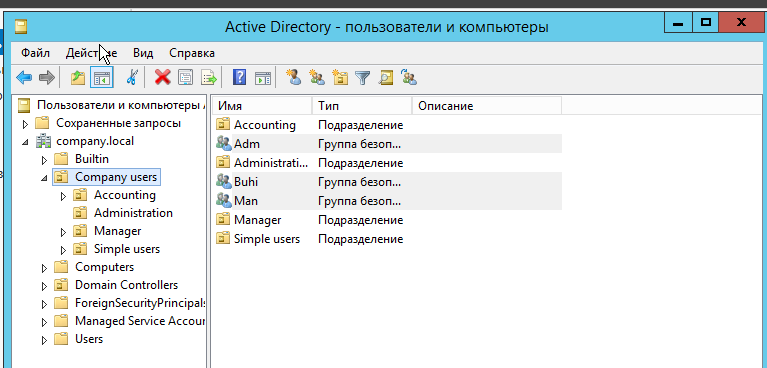 Active Directory - пользователи и компьютеры
Файл Действие Вид Справка
Пользователи и компьютеры A
Сохраненные запросы
company.local
Builtin
Company users
Accounting
Administration
Manager
Simple users
Computers
Domain Controllers
ForeignSecurityPrincipals
Managed Service Accour
Users
Имя Тип Описание
Accounting Подразделение
Adm Группа безоп...
Administrati... Подразделение
Buhi Группа безоп...
Man Группа безоп...
Manager Подразделение
Simple users Подразделение